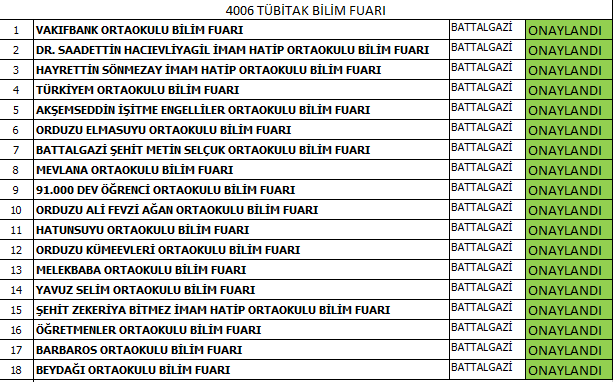 4006 TÜBİTAK BİLİM FUARI
1 VAKIFBANK ORTAOKULU BİLİM FUARI BATTALGAZİ ONAYLANDI
2 DR. SAADETTİN HACIEVLİYAGİL İMAM HATİP ORTAOKULU BİLİM FUARI BATTALGAZİ ONAYLANDI
3 HAYRETTİN SÖNMEZAY İMAM HATİP ORTAOKULU BİLİM FUARI BATTALGAZİ ONAYLANDI
4 TÜRKİYEM ORTAOKULU BİLİM FUARI BATTALGAZİ ONAYLANDI
5 AKŞEMSEDDİN İŞİTME ENGELLİLER ORTAOKULU BİLİM FUARI BATTALGAZİ ONAYLANDI
6 ORDUZU ELMASUYU ORTAOKULU BİLİM FUARI BATTALGAZİ ONAYLANDI
7 BATTALGAZİ ŞEHİT METİN SELÇUK ORTAOKULU BİLİM FUARI BATTALGAZİ ONAYLANDI
8 MEVLANA ORTAOKULU BİLİM FUARI BATTALGAZİ ONAYLANDI
9 91.000 DEV ÖĞRENCİ ORTAOKULU BİLİM FUARI BATTALGAZİ ONAYLANDI
10 ORDUZU ALİ FEVZİ AĞAN ORTAOKULU BİLİM FUARI BATTALGAZİ ONAYLANDI
11 HATUNSUYU ORTAOKULU BİLİM FUARI BATTALGAZİ ONAYLANDI
12 ORDUZU KÜMEEVLERİ ORTAOKULU BİLİM FUARI BATTALGAZİ ONAYLANDI
13 MELEKBABA ORTAOKULU BİLİM FUARI BATTALGAZİ ONAYLANDI
14 YAVUZ SELİM ORTAOKULU BİLİM FUARI BATTALGAZİ ONAYLANDI
15 ŞEHİT ZEKERİYA BİTMEZ İMAM HATİP ORTAOKULU BİLİM FUARI BATTALGAZİ ONAYLANDI
16 ÖĞRETMENLER ORTAOKULU BİLİM FUARI BATTALGAZİ ONAYLANDI
17 BARBAROS ORTAOKULU BİLİM FUARI BATTALGAZİ ONAYLANDI
18 BEYDAĞI ORTAOKULU BİLİM FUARI BATTALGAZİ ONAYLANDI